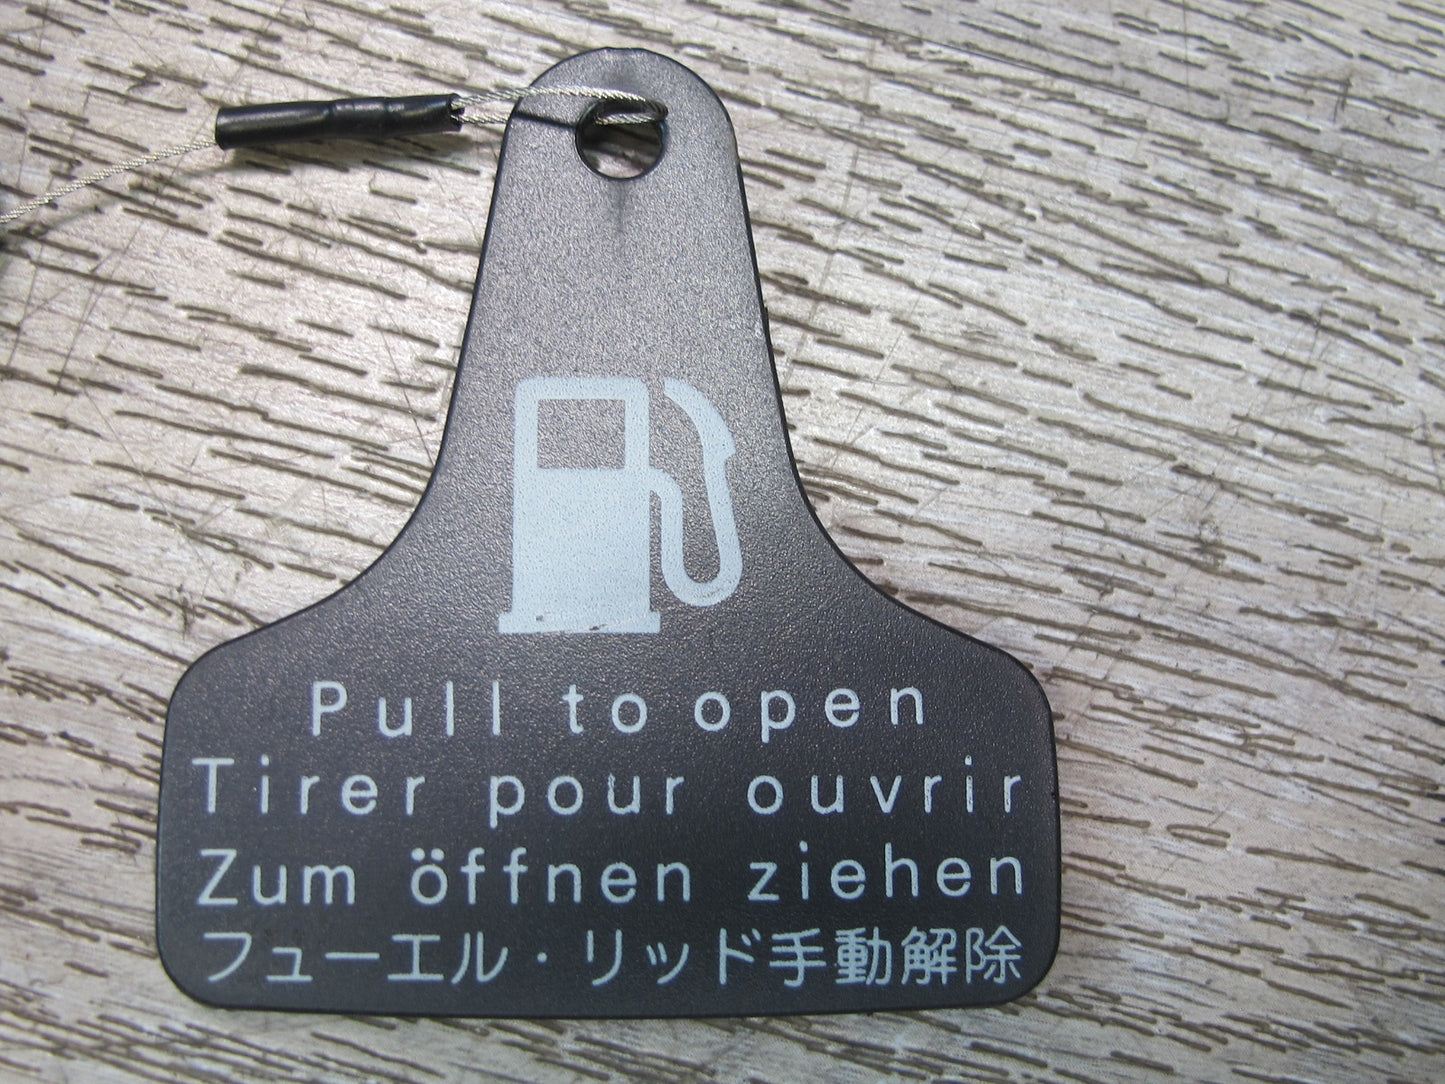 Pull to open
Tirer pour ouvrir
Zum öffnen ziehen
フューエル・リッド手動解除